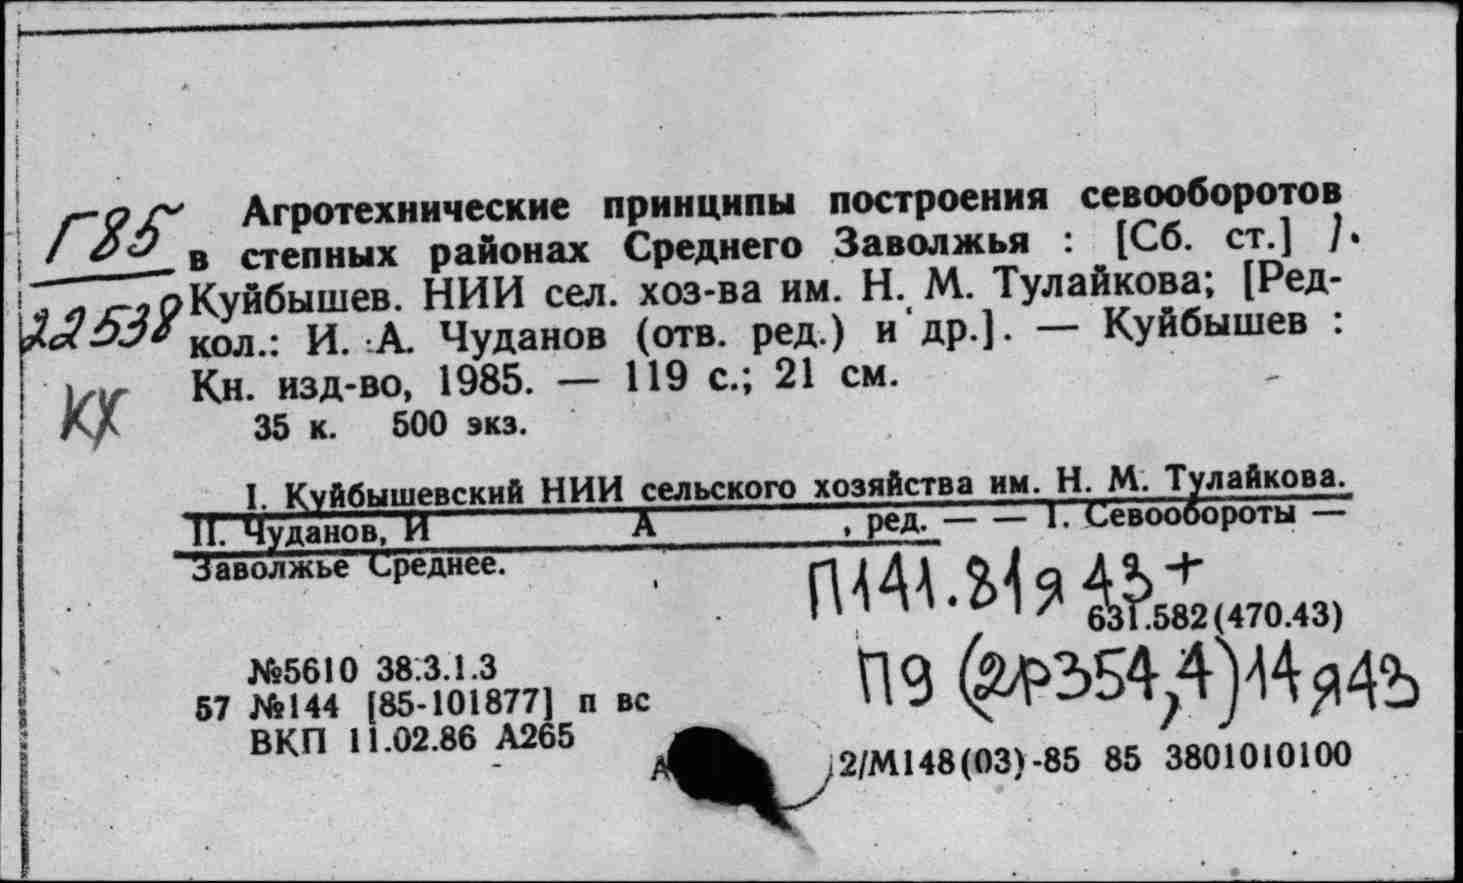 Г85
22538
КХ
Агротехнические принципы построения севооборотов
в степных районах Среднего Заволжья : [Сб. ст.] /
Куйбышев. НИИ сел. хоз-ва им. Н. М. Тулайкова; [Ред-
кол.: И. А. Чуданов (отв. ред.) и др.]. — Куйбышев :
Кн. изд-во, 1985. — 119 с.; 21 см.
35 к. 500 экз.
I. Куйбышевский НИИ сельского хозяйства им. Н. М. Тулайкова.
II. Чуданов, И А , ред. — — 1. Севообороты —
Заволжье Среднее.
П141.81я43+
631.582(470.43)
П9(2Р354,4)14я43
№5610 38.3.1.3
57 №144 [85-101877] п вс
ВКП 11.02.86 А265
2/М148(03)-85 85 3801010100